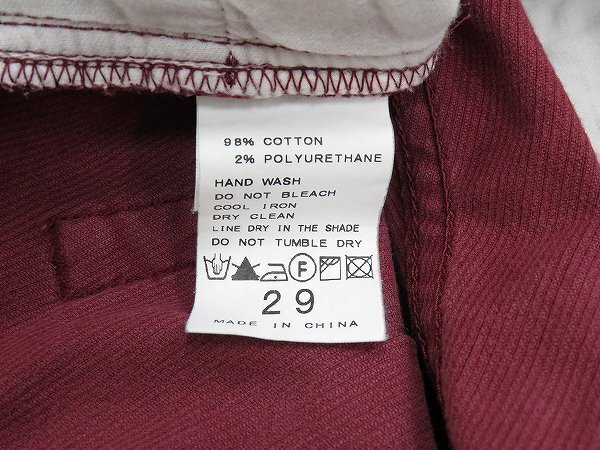 98% COTTON
2% POLYURETHANE
HAND WASH
DO NOT BLEACH
COOL IRON
DRY CLEAN
LINE DRY IN THE SHADE
DO NOT TUMBLE DRY
F
29
MADE IN CHINA